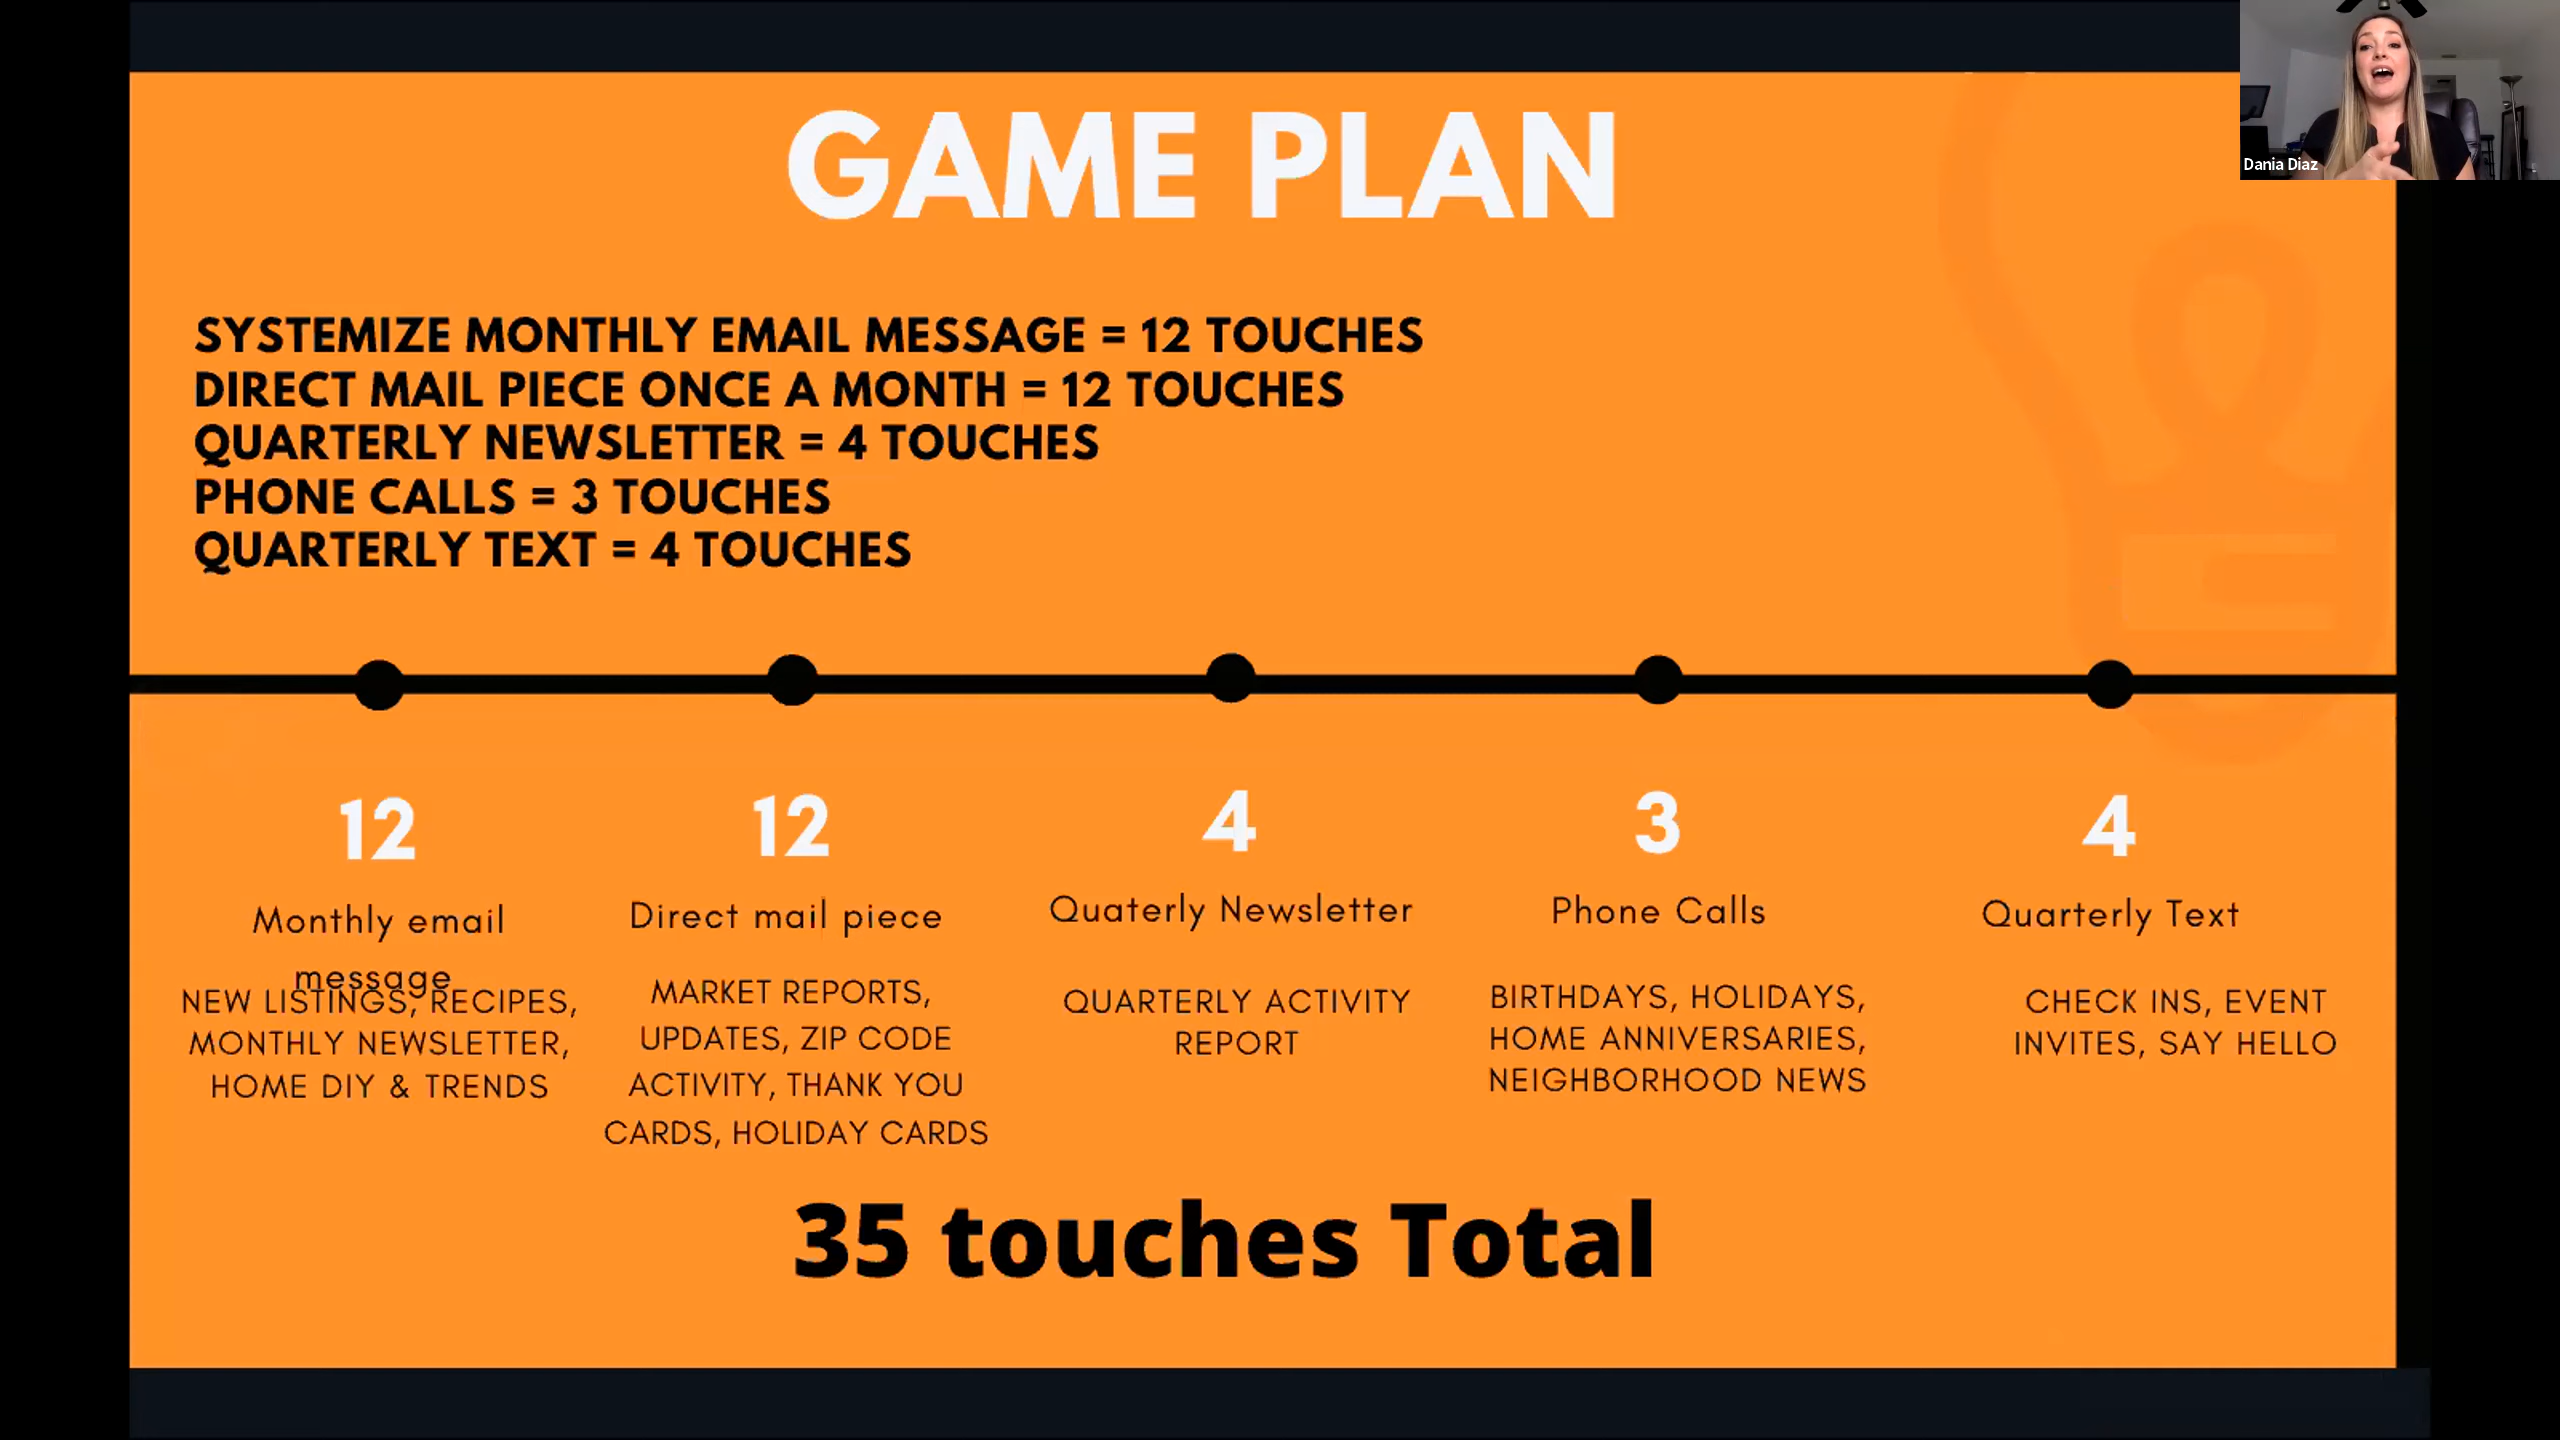 GAME PLAN
Dania Diaz
SYSTEMIZE MONTHLY EMAIL MESSAGE = 12 TOUCHES
DIRECT MAIL PIECE ONCE A MONTH = 12 TOUCHES
QUARTERLY NEWSLETTER = 4 TOUCHES
PHONE CALLS = 3 TOUCHES
QUARTERLY TEXT = 4 TOUCHES
12
Monthly email
message
NEW LISTINGS, RECIPES,
MONTHLY NEWSLETTER,
HOME DIY & TRENDS
12
Direct mail piece
MARKET REPORTS,
UPDATES, ZIP CODE
ACTIVITY, THANK YOU
CARDS, HOLIDAY CARDS
4
Quaterly Newsletter
QUARTERLY ACTIVITY
REPORT
3
Phone Calls
BIRTHDAYS, HOLIDAYS,
HOME ANNIVERSARIES,
NEIGHBORHOOD NEWS
4
Quarterly Text
CHECK INS, EVENT
INVITES, SAY HELLO
35 touches Total